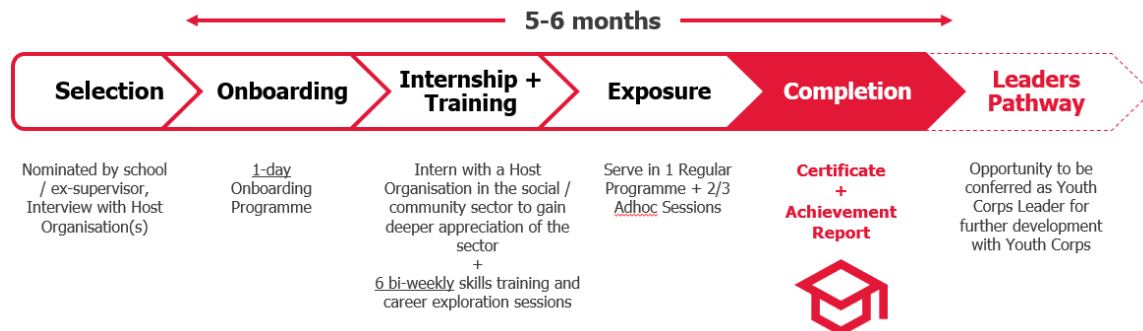 5-6 months
Selection
Onboarding
Internship +
Training
Exposure
Completion
Leaders
Pathway
Nominated by school
/ ex-supervisor,
Interview with Host
Organisation(s)
1-day
Onboarding
Programme
Intern with a Host
Organisation in the social /
community sector to gain
deeper appreciation of the
sector
+
6 bi-weekly skills training and
career exploration sessions
Serve in 1 Regular
Programme + 2/3
Adhoc Sessions
Certificate
+
Achievement
Report
Opportunity to be
conferred as Youth
Corps Leader for
further development
with Youth Corps